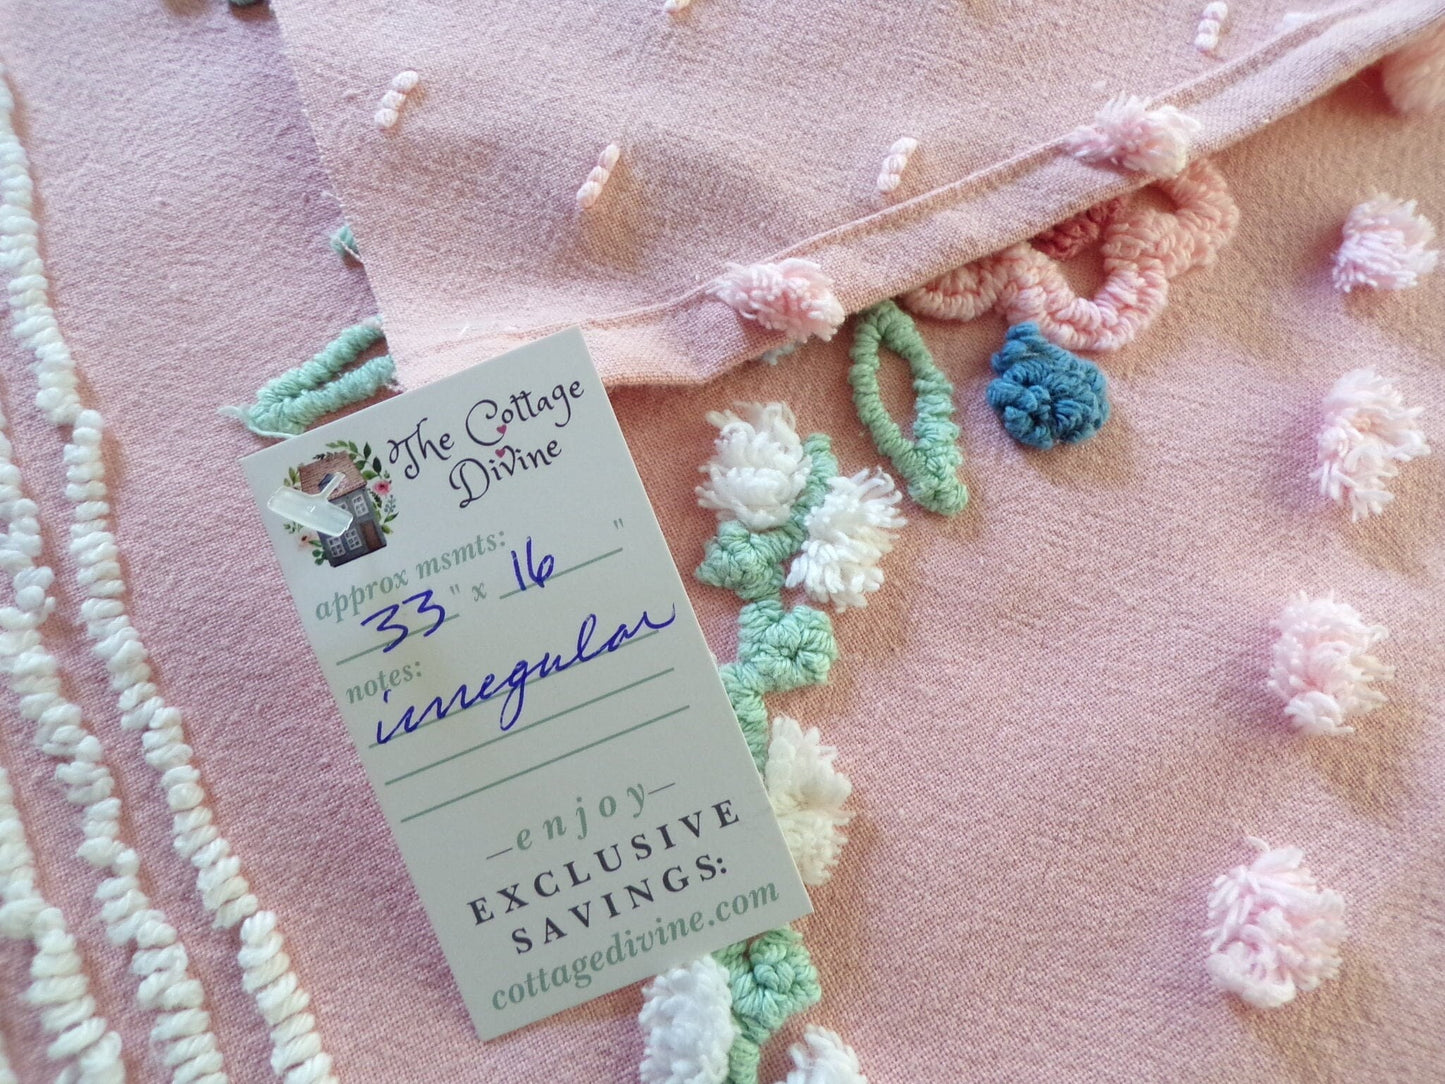 The Cottage
Divine
approx msmts:
33" x 16"
notes:
irregular
—enjoy—
EXCLUSIVE
SAVINGS:
cottagedivine.com